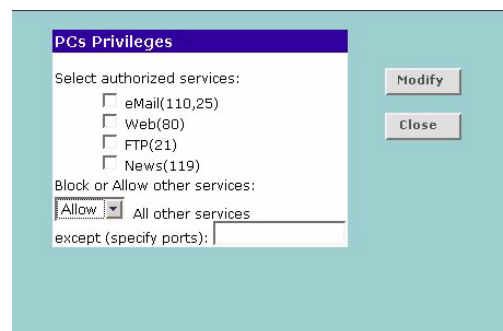 PCs Privileges
Select authorized services:
eMail(110,25)
Web(80)
FTP(21)
News(119)
Block or Allow other services:
Allow All other services
except (specify ports):
Modify
Close